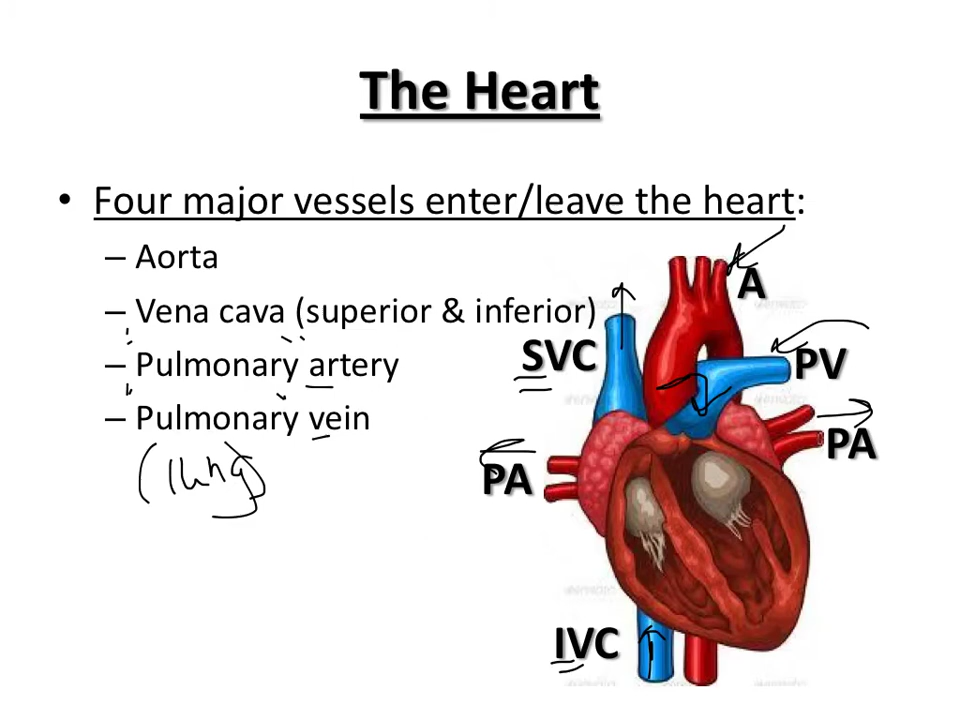 The Heart
• Four major vessels enter/leave the heart:
– Aorta
– Vena cava (superior & inferior)
– Pulmonary artery
– Pulmonary vein
(lung)
A
SVC
PV
PA
PA
IVC